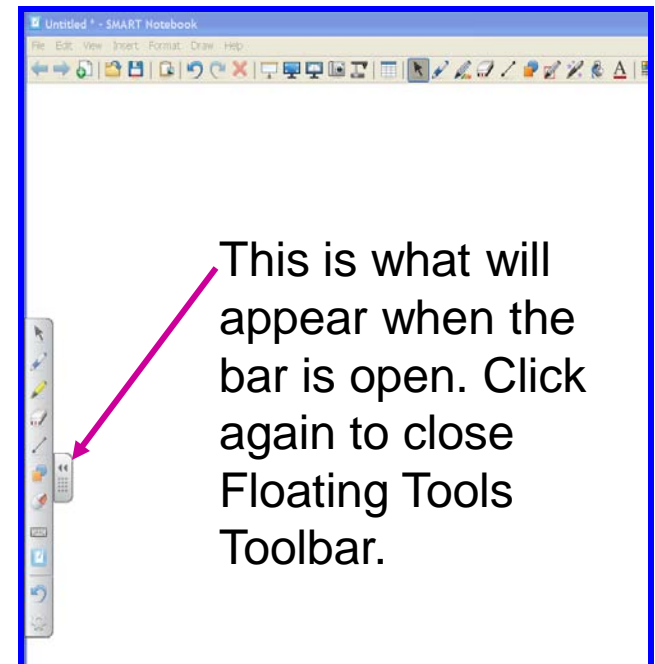 Untitled * - SMART Notebook
File Edit View Insert Format Draw Help
This is what will
appear when the
bar is open. Click
again to close
Floating Tools
Toolbar.